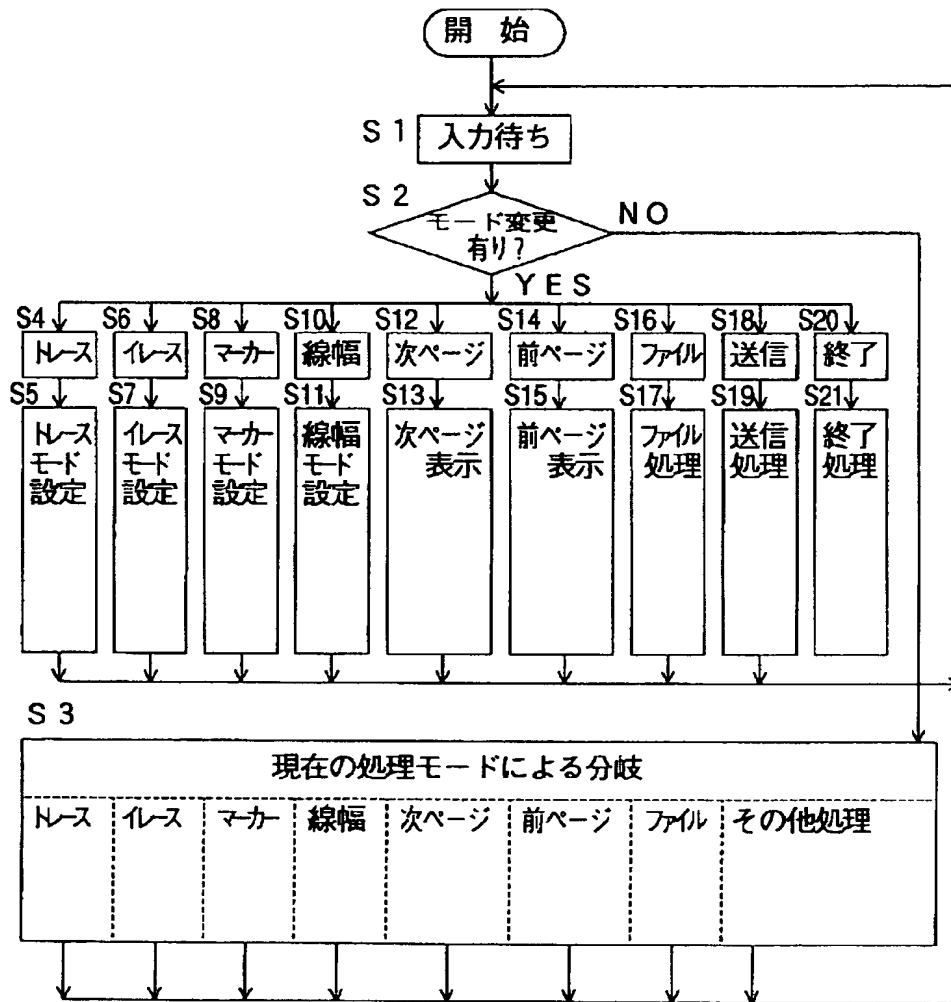 開 始
S 1
入力待ち
S 2
モード変更
有り?
NO
YES
S4 S6 S8 S10 S12 S14 S16 S18 S20
トレース イレース マーカー 線幅 次ページ 前ページ ファイル 送信 終了
S5 S7 S9 S11 S13 S15 S17 S19 S21
トレース イレース マーカー 線幅 次ページ 前ページ ファイル 送信 終了
モード モード モード モード 表示 表示 処理 処理 処理
設定 設定 設定 設定
S 3
現在の処理モードによる分岐
トレース イレース マーカー 線幅 次ページ 前ページ ファイル その他処理